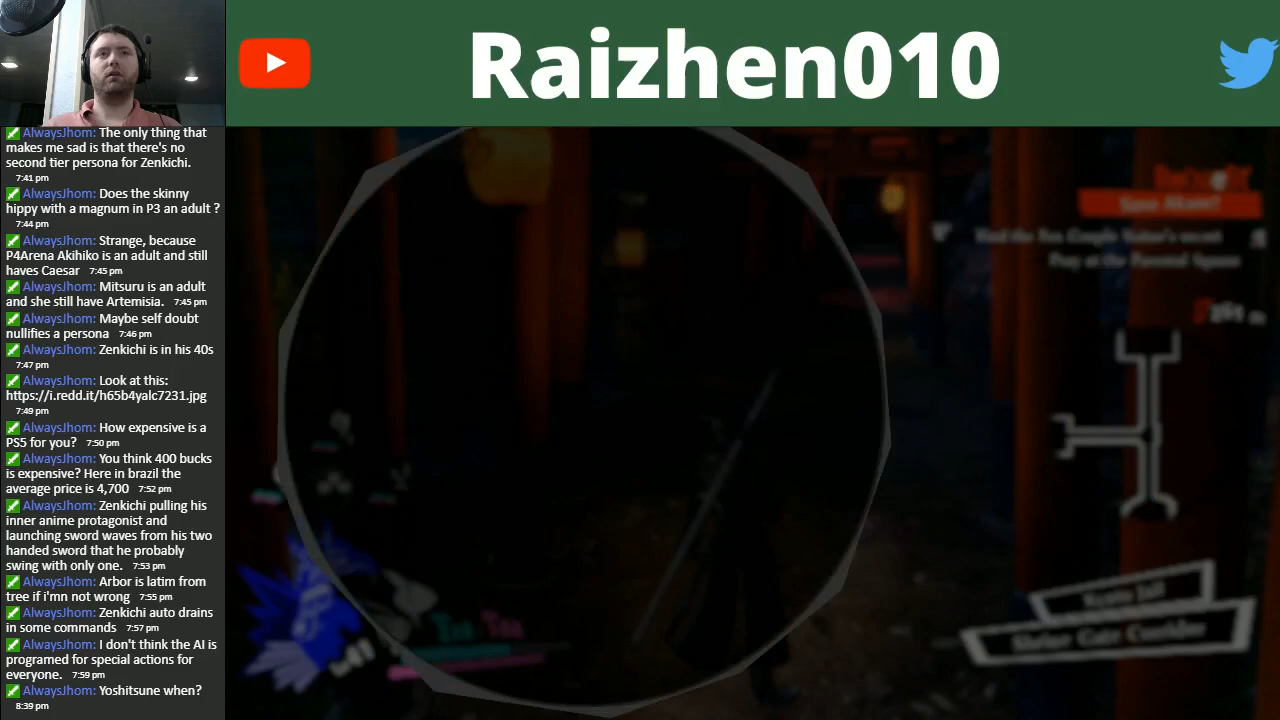 Raizhen010
AlwaysJhom: The only thing that
makes me sad is that there's no
second tier persona for Zenkichi.
7:41 pm
AlwaysJhom: Does the skinny
hippy with a magnum in P3 an adult ?
7:44 pm
AlwaysJhom: Strange, because
P4Arena Akihiko is an adult and still
haves Caesar 7:45 pm
AlwaysJhom: Mitsuru is an adult
and she still have Artemisia. 7:45 pm
AlwaysJhom: Maybe self doubt
nullifies a persona 7:46 pm
AlwaysJhom: Zenkichi is in his 40s
7:47 pm
AlwaysJhom: Look at this:
https://i.redd.it/h65b4yalc7231.jpg
7:49 pm
AlwaysJhom: How expensive is a
PS5 for you? 7:50 pm
AlwaysJhom: You think 400 bucks
is expensive? Here in brazil the
average price is 4,700 7:52 pm
AlwaysJhom: Zenkichi pulling his
inner anime protagonist and
launching sword waves from his two
handed sword that he probably
swing with only one. 7:53 pm
AlwaysJhom: Arbor is latim from
tree if i'mn not wrong 7:55 pm
AlwaysJhom: Zenkichi auto drains
in some commands 7:57 pm
AlwaysJhom: I don't think the AI is
programed for special actions for
everyone. 7:59 pm
AlwaysJhom: Yoshitsune when?
8:39 pm
Pray at the Parental Square
Kyoto Jail
Shrine Gate Corridor